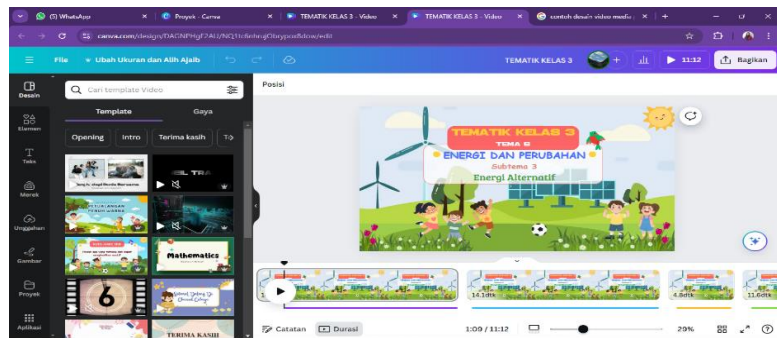 (5) WhatsApp
Proyek - Canva
TEMATIK KELAS 3 - Video
TEMATIK KELAS 3 - Video
contoh desain video media p
File
Ubah Ukuran dan Alih Ajaib
TEMATIK KELAS 3
11:12
Bagikan
Desain
Elemen
Teks
Merek
Unggahan
Gambar
Proyek
Aplikasi
Cari template Video
Template
Gaya
Opening
Intro
Terima kasih
Mathematics
6
TERIMA KASIH
Posisi
TEMATIK KELAS 3
TEMA 6
ENERGI DAN PERUBAHAN
Subtema 3
Energi Alternatif
14.1dtk
4.8dtk
11.6dtk
Catatan
Durasi
1:09 / 11:12
29%